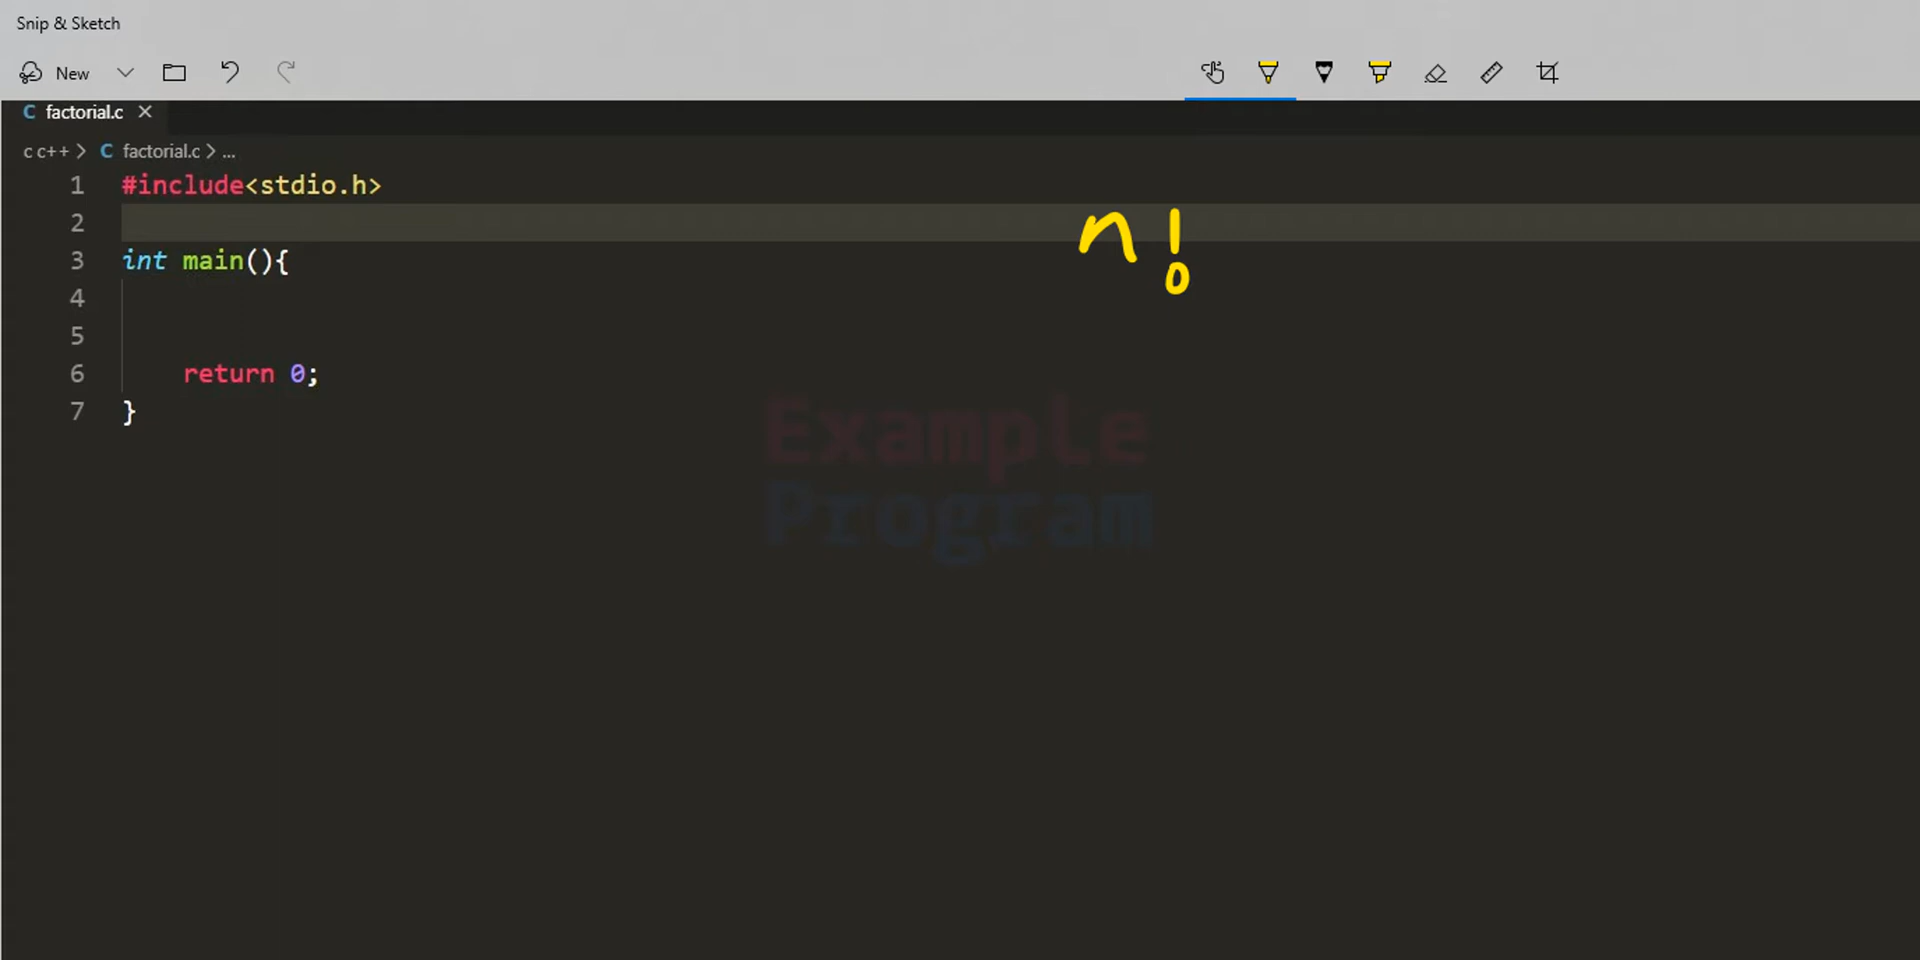 Snip & Sketch
New
factorial.c
c c++ > C factorial.c > ...
1 #include<stdio.h>
2
3 int main(){
4
5
6 return 0;
7 }
n!
Example
Program